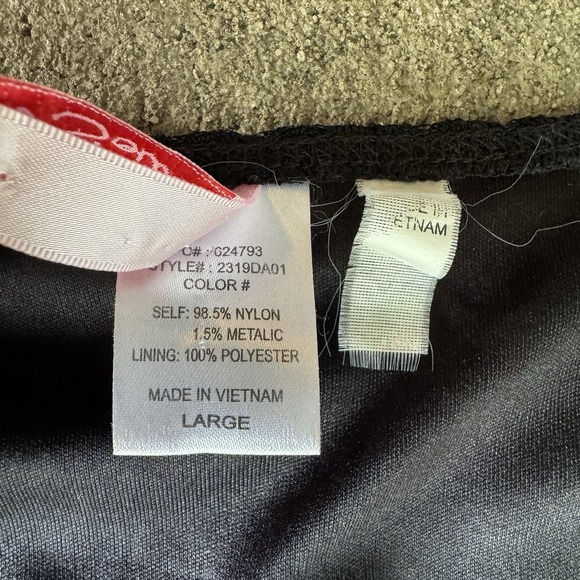 C# : 624793
STYLE# : 2319DA01
COLOR #
SELF: 98.5% NYLON
1.5% METALIC
LINING: 100% POLYESTER
MADE IN VIETNAM
LARGE
E IN
ETNAM